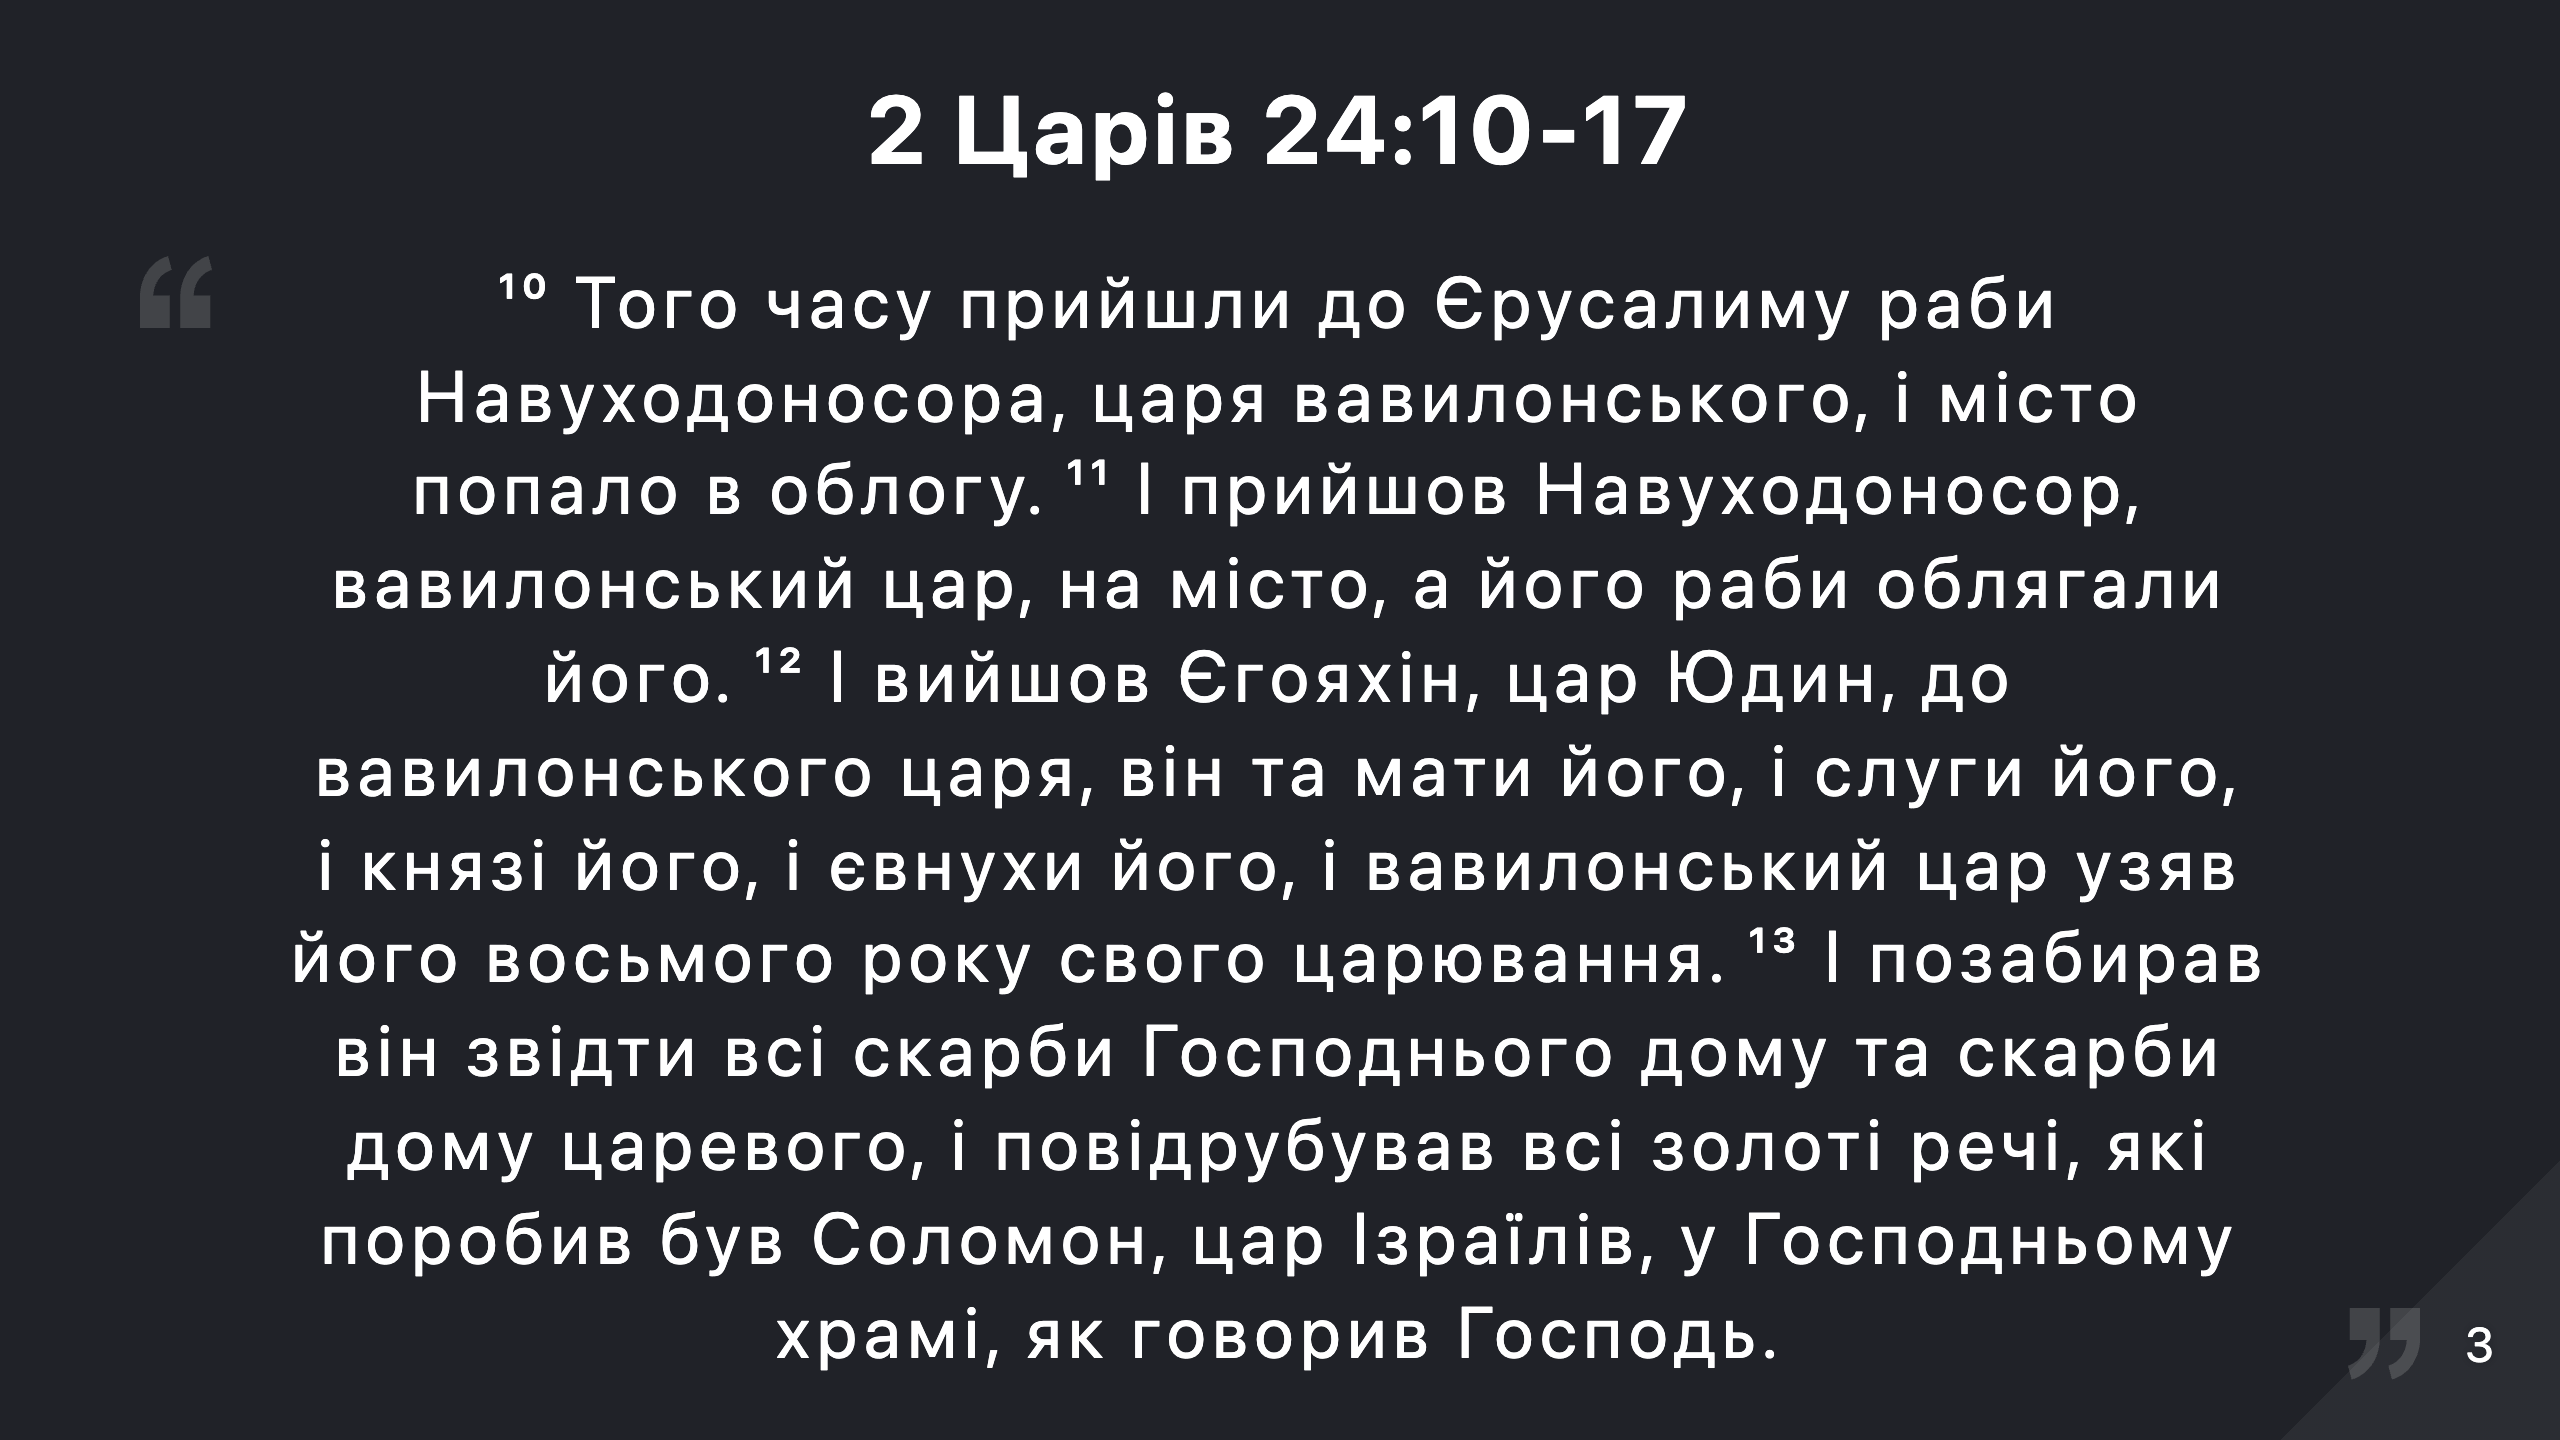 2 Царів 24:10-17
“
¹⁰ Того часу прийшли до Єрусалиму раби
Навуходоносора, царя вавилонського, і місто
попало в облогу. ¹¹ І прийшов Навуходоносор,
вавилонський цар, на місто, а його раби облягали
його. ¹² І вийшов Єгояхін, цар Юдин, до
вавилонського царя, він та мати його, і слуги його,
і князі його, і євнухи його, і вавилонський цар узяв
його восьмого року свого царювання. ¹³ І позабирав
він звідти всі скарби Господнього дому та скарби
дому царевого, і повідрубував всі золоті речі, які
поробив був Соломон, цар Ізраїлів, у Господньому
храмі, як говорив Господь.
”
3